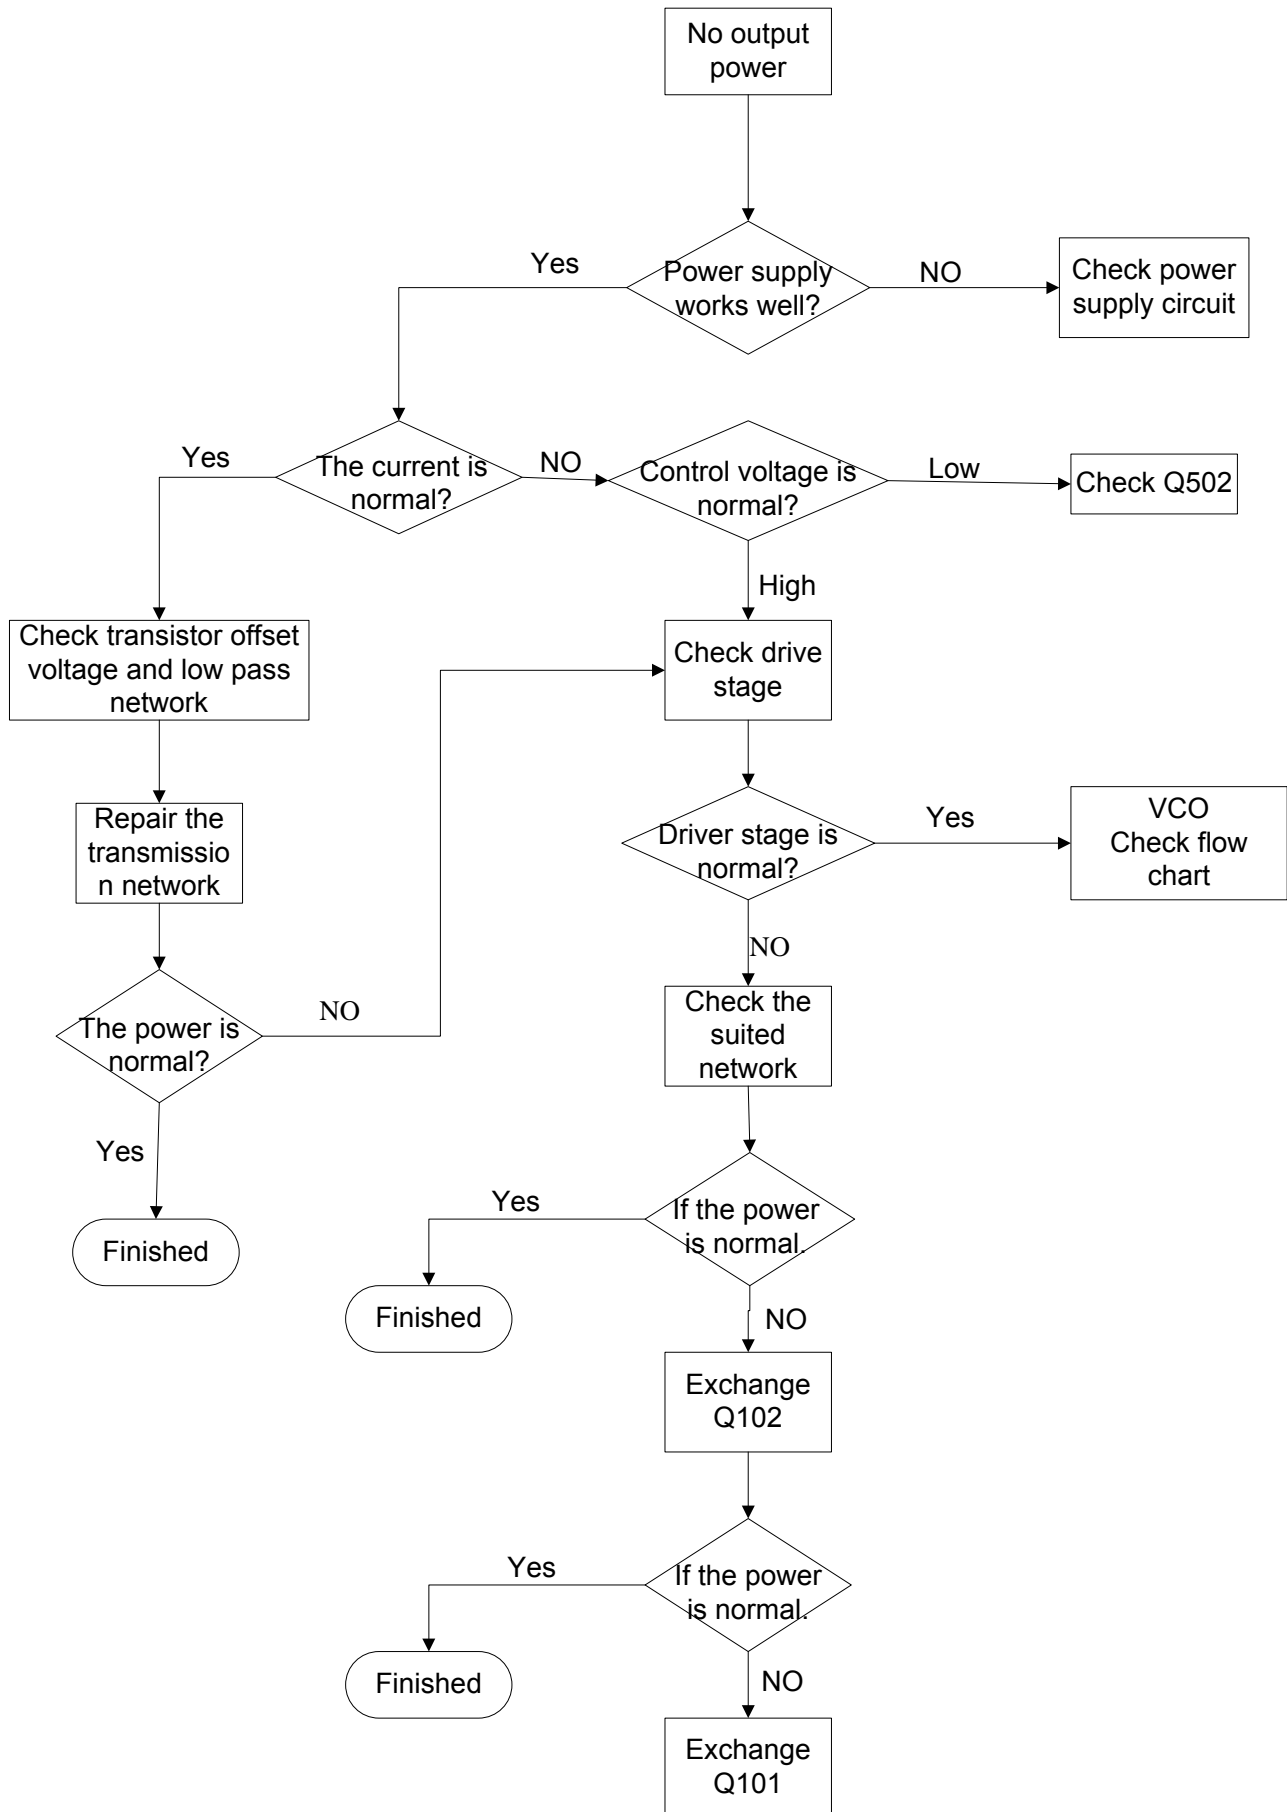 No output
power
Yes
Power supply
works well?
NO
Check power
supply circuit
Yes
The current is
normal?
NO
Control voltage is
normal?
Low
Check Q502
High
Check transistor offset
voltage and low pass
network
Check drive
stage
Repair the
transmissio
n network
Driver stage is
normal?
Yes
VCO
Check flow
chart
NO
The power is
normal?
NO
Check the
suited
network
Yes
Finished
Yes
If the power
is normal.
Finished
NO
Exchange
Q102
Yes
If the power
is normal.
Finished
NO
Exchange
Q101